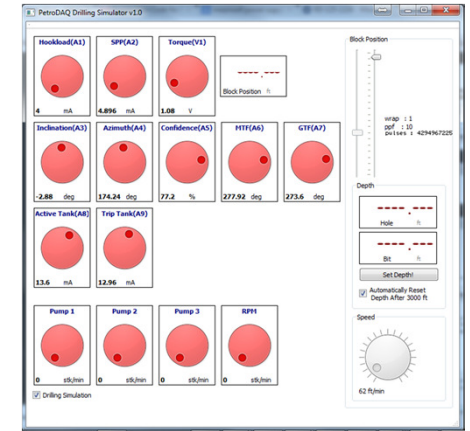 PetroDAQ Drilling Simulator v1.0
Hookload(A1) SPP(A2) Torque(V1)
4 mA 4.896 mA 1.08 V
--- . --
Block Position ft
Inclination(A3) Azimuth(A4) Confidence(A5) MTF(A6) GTF(A7)
-2.88 deg 174.24 deg 77.2 % 277.92 deg 273.6 deg
Active Tank(A8) Trip Tank(A9)
13.6 mA 12.96 mA
Pump 1 Pump 2 Pump 3 RPM
0 stk/min 0 stk/min 0 stk/min 0 stk/min
Drilling Simulation
Block Position
wrap : 1
ppf : 10
pulses : 4294967225
Depth
---- . --
Hole ft
---- . --
Bit ft
Set Depth!
Automatically Reset
Depth After 3000 ft
Speed
62 ft/min